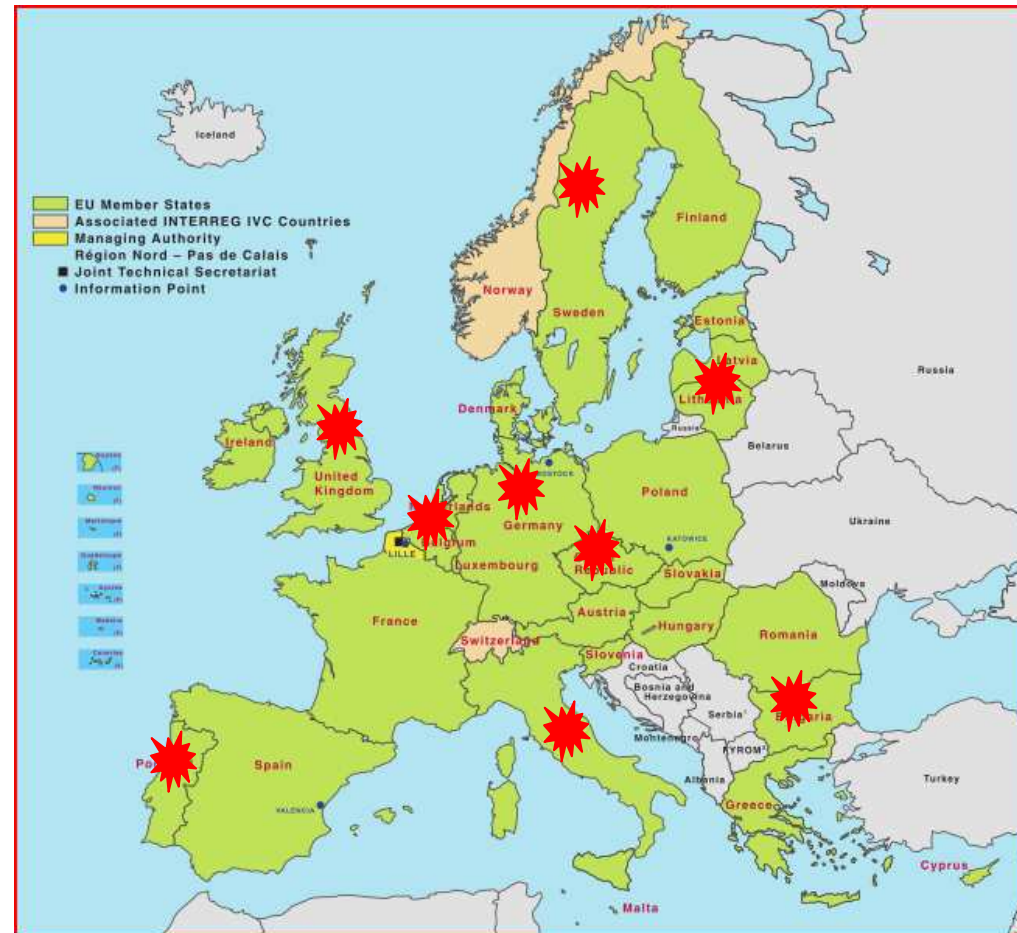 Iceland
EU Member States
Associated INTERREG IVC Countries
Managing Authority
Région Nord – Pas de Calais
Joint Technical Secretariat
Information Point
Finland
Norway
Sweden
Estonia
Latvia
Russia
Denmark
Russia
Belarus
Ireland
United
Kingdom
ROSTOCK
Poland
Germany
Ukraine
KATOWICE
LILLE
Luxembourg
Republic
Slovakia
Moldova
Austria
France
Hungary
Romania
Switzerland
Slovenia
Croatia
Bosnia and
Herzegovina
Serbia¹
Montenegro
FYROM²
Spain
Albania
Turkey
VALENCIA
Greece
Cyprus
Malta